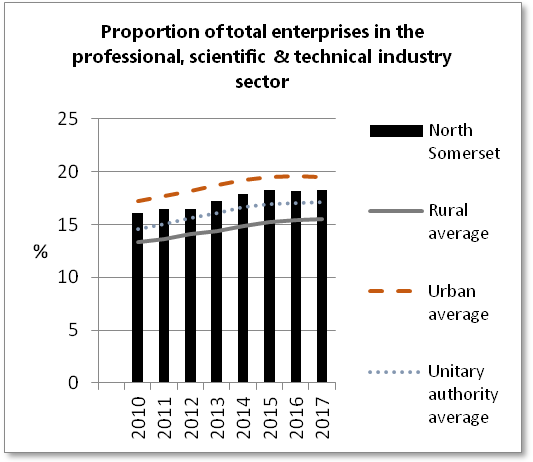 Proportion of total enterprises in the
professional, scientific & technical industry
sector
25
20
15
10
5
0
%
2010
2011
2012
2013
2014
2015
2016
2017
North
Somerset
Rural
average
Urban
average
Unitary
authority
average